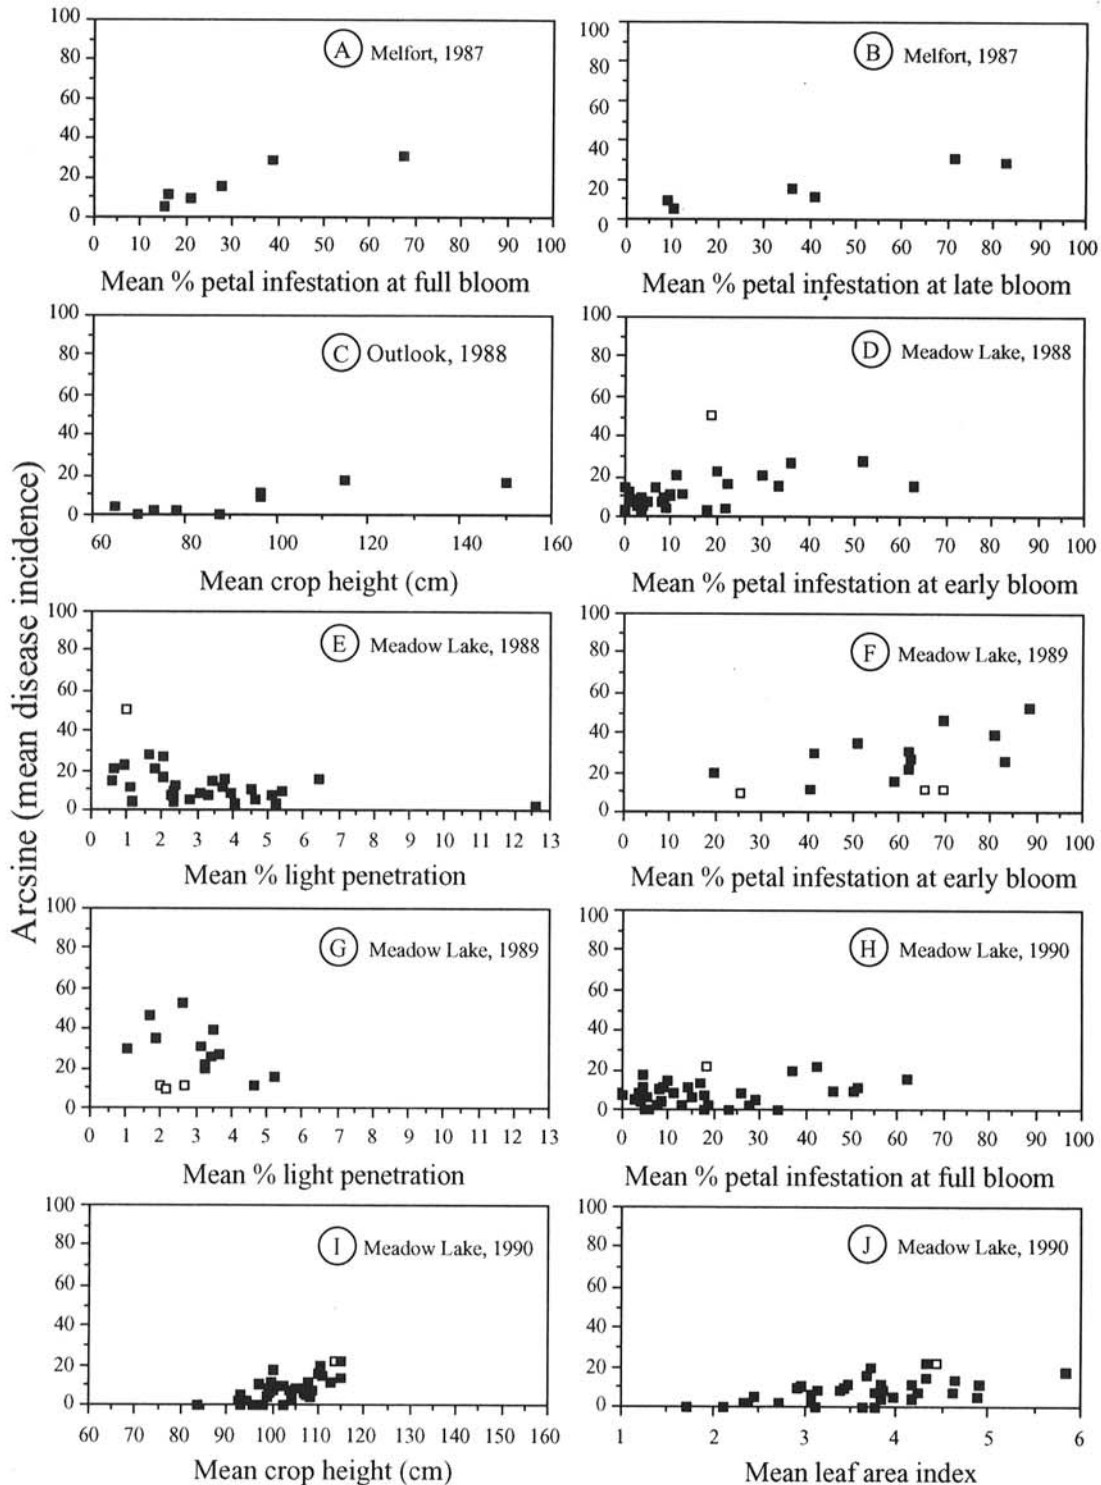 Arcsine (mean disease incidence)
100
80
60
40
20
0
A Melfort, 1987
0 10 20 30 40 50 60 70 80 90 100
Mean % petal infestation at full bloom
100
80
60
40
20
0
B Melfort, 1987
0 10 20 30 40 50 60 70 80 90 100
Mean % petal infestation at late bloom
100
80
60
40
20
0
C Outlook, 1988
60 80 100 120 140 160
Mean crop height (cm)
100
80
60
40
20
0
D Meadow Lake, 1988
0 10 20 30 40 50 60 70 80 90 100
Mean % petal infestation at early bloom
100
80
60
40
20
0
E Meadow Lake, 1988
0 1 2 3 4 5 6 7 8 9 10 11 12 13
Mean % light penetration
100
80
60
40
20
0
F Meadow Lake, 1989
0 10 20 30 40 50 60 70 80 90 100
Mean % petal infestation at early bloom
100
80
60
40
20
0
G Meadow Lake, 1989
0 1 2 3 4 5 6 7 8 9 10 11 12 13
Mean % light penetration
100
80
60
40
20
0
H Meadow Lake, 1990
0 10 20 30 40 50 60 70 80 90 100
Mean % petal infestation at full bloom
100
80
60
40
20
0
I Meadow Lake, 1990
60 70 80 90 100 110 120 130 140 150 160
Mean crop height (cm)
100
80
60
40
20
0
J Meadow Lake, 1990
1 2 3 4 5 6
Mean leaf area index